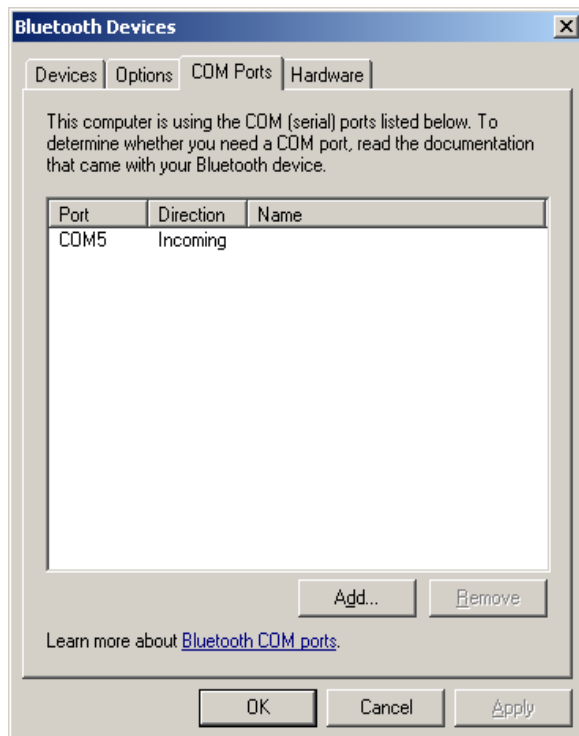 Bluetooth Devices
Devices Options COM Ports Hardware
This computer is using the COM (serial) ports listed below. To
determine whether you need a COM port, read the documentation
that came with your Bluetooth device.
Port Direction Name
COM5 Incoming
Add... Remove
Learn more about Bluetooth COM ports.
OK Cancel Apply